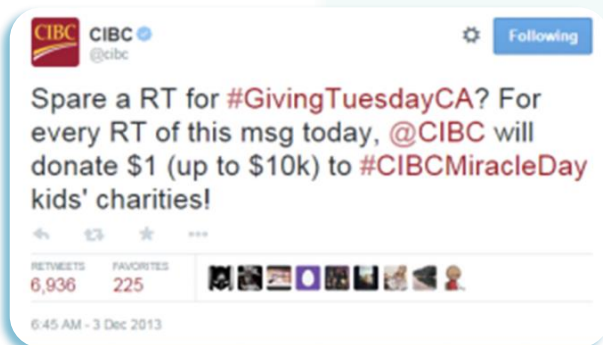 CIBC
CIBC
@cibc
Following
Spare a RT for #GivingTuesdayCA? For
every RT of this msg today, @CIBC will
donate $1 (up to $10k) to #CIBCMiracleDay
kids' charities!
RETWEETS FAVORITES
6,936 225
6:45 AM - 3 Dec 2013